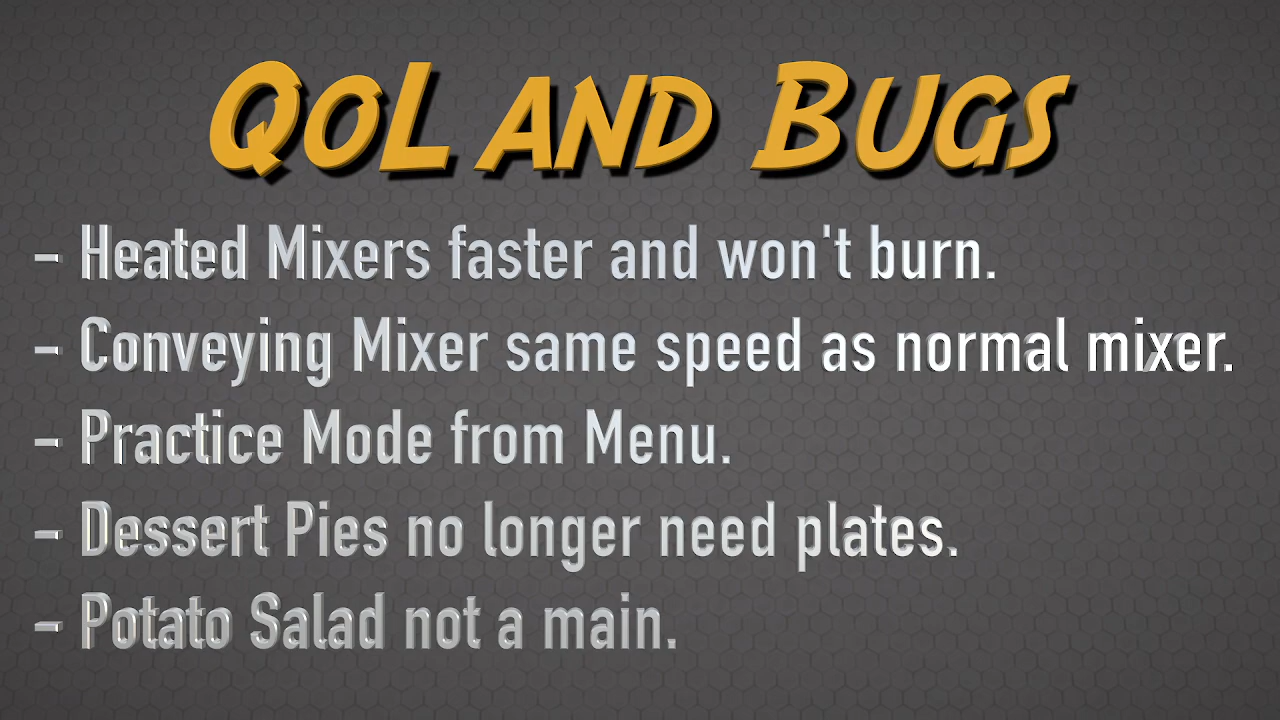 QoL and Bugs
- Heated Mixers faster and won't burn.
- Conveying Mixer same speed as normal mixer.
- Practice Mode from Menu.
- Dessert Pies no longer need plates.
- Potato Salad not a main.